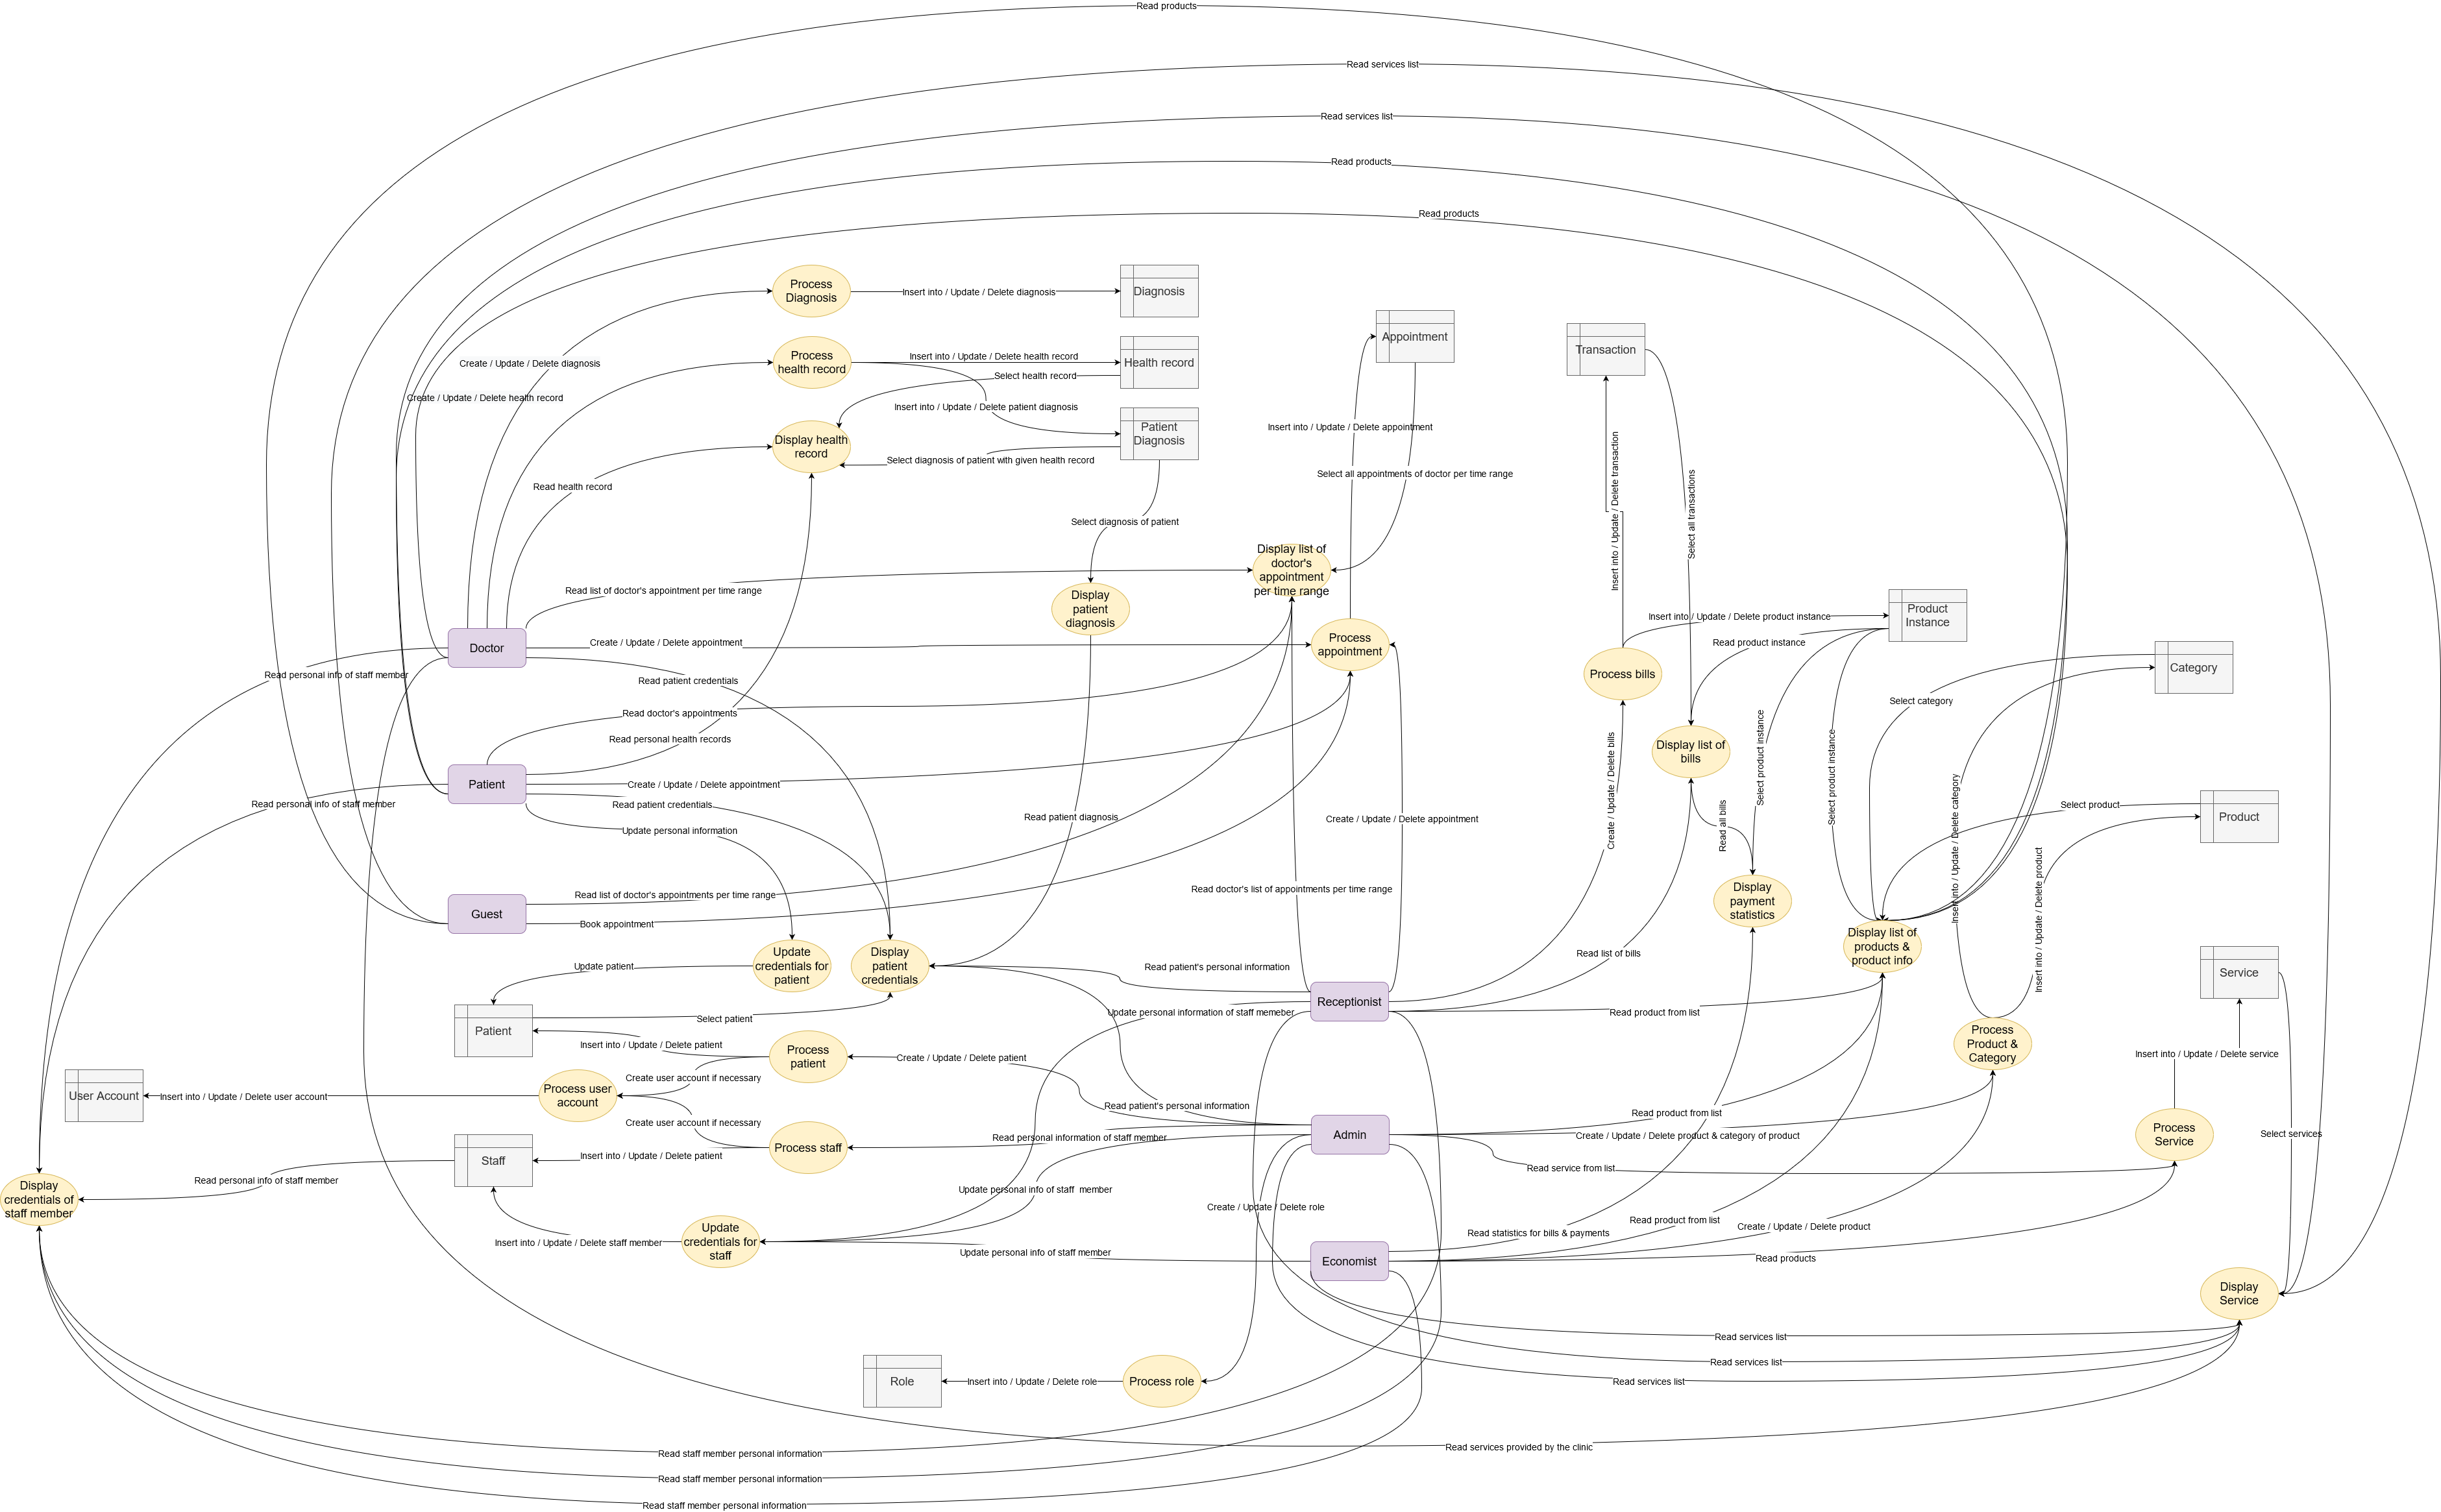 Read products
Read services list
Read services list
Read products
Read products
Process
Diagnosis
Insert into / Update / Delete diagnosis
Diagnosis
Appointment
Transaction
Create / Update / Delete diagnosis
Process
health record
Insert into / Update / Delete health record
Health record
Select health record
Create / Update / Delete health record
Insert into / Update / Delete patient diagnosis
Patient
Diagnosis
Insert into / Update / Delete appointment
Display health
record
Select diagnosis of patient with given health record
Select all appointments of doctor per time range
Insert into / Update / Delete transaction
Select all transactions
Read health record
Select diagnosis of patient
Display list of
doctor's
appointment
per time range
Read list of doctor's appointment per time range
Display
patient
diagnosis
Product
Instance
Insert into / Update / Delete product instance
Read product instance
Doctor
Create / Update / Delete appointment
Process
appointment
Process bills
Category
Read personal info of staff member
Read patient credentials
Select category
Read doctor's appointments
Read personal health records
Display list of
bills
Select product instance
Select product instance
Patient
Create / Update / Delete appointment
Create / Update / Delete bills
Read personal info of staff member
Read patient credentials
Update personal information
Read patient diagnosis
Create / Update / Delete appointment
Read all bills
Insert into / Update / Delete category
Select product
Product
Read list of doctor's appointments per time range
Read doctor's list of appointments per time range
Display
payment
statistics
Insert into / Update / Delete product
Guest
Book appointment
Display list of
products &
product info
Update
credentials for
patient
Display
patient
credentials
Update patient
Read patient's personal information
Read list of bills
Service
Receptionist
Select patient
Update personal information of staff memeber
Read product from list
Patient
Insert into / Update / Delete patient
Process
patient
Create / Update / Delete patient
Process
Product &
Category
Insert into / Update / Delete service
Create user account if necessary
User Account
Insert into / Update / Delete user account
Process user
account
Read patient's personal information
Read product from list
Create user account if necessary
Process staff
Read personal information of staff member
Admin
Create / Update / Delete product & category of product
Process
Service
Select services
Staff
Insert into / Update / Delete patient
Read service from list
Read personal info of staff member
Display
credentials of
staff member
Update personal info of staff  member
Create / Update / Delete role
Update
credentials for
staff
Insert into / Update / Delete staff member
Update personal info of staff member
Read statistics for bills & payments
Read product from list
Create / Update / Delete product
Economist
Read products
Display
Service
Read services list
Read services list
Read services list
Role
Insert into / Update / Delete role
Process role
Read services provided by the clinic
Read staff member personal information
Read staff member personal information
Read staff member personal information